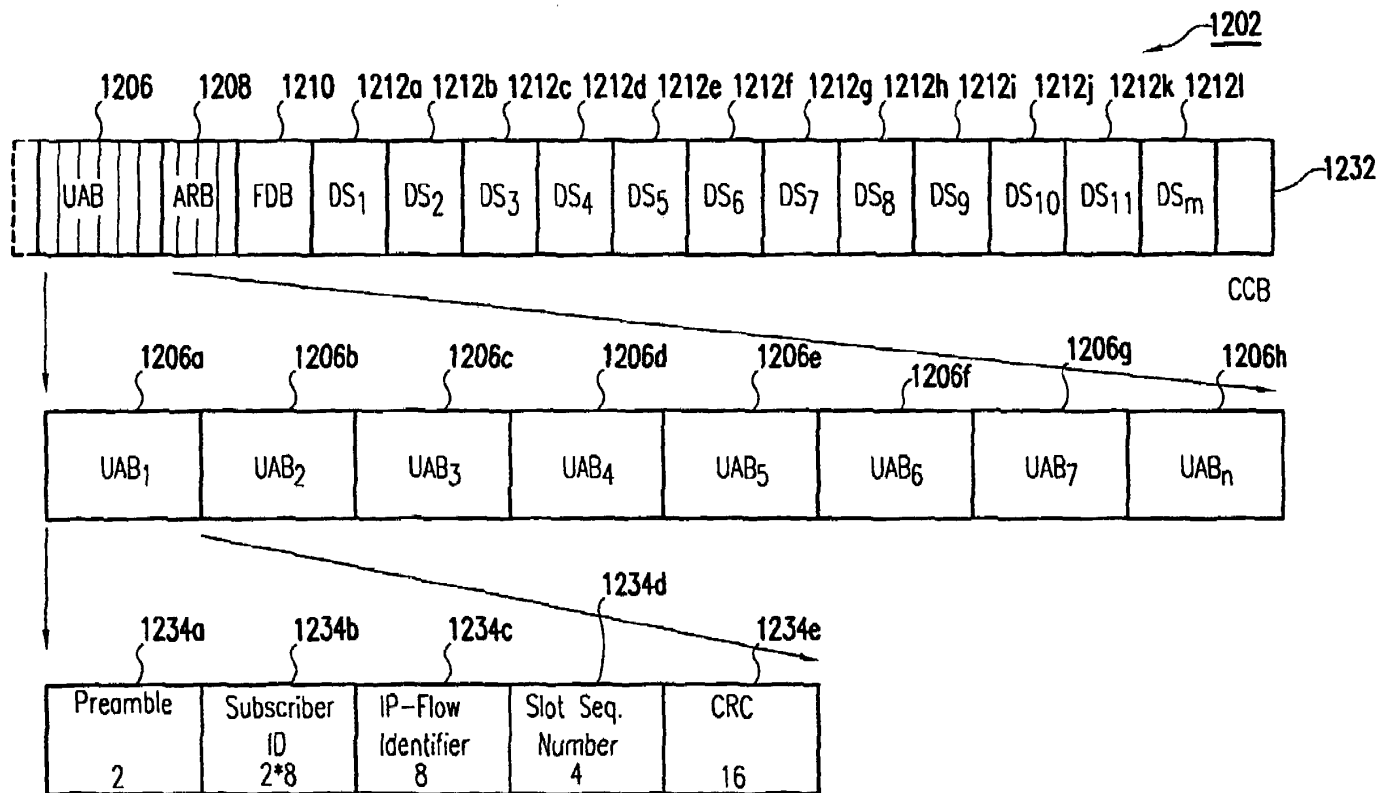 1202
1206 1208 1210 1212a 1212b 1212c 1212d 1212e 1212f 1212g 1212h 1212i 1212j 1212k 1212l
UAB ARB FDB DS1 DS2 DS3 DS4 DS5 DS6 DS7 DS8 DS9 DS10 DS11 DSm
1232
CCB
1206a 1206b 1206c 1206d 1206e 1206f 1206g 1206h
UAB1 UAB2 UAB3 UAB4 UAB5 UAB6 UAB7 UABn
1234a 1234b 1234c 1234d 1234e
Preamble Subscriber IP-Flow Slot Seq. CRC
ID Identifier Number
2 2*8 8 4 16